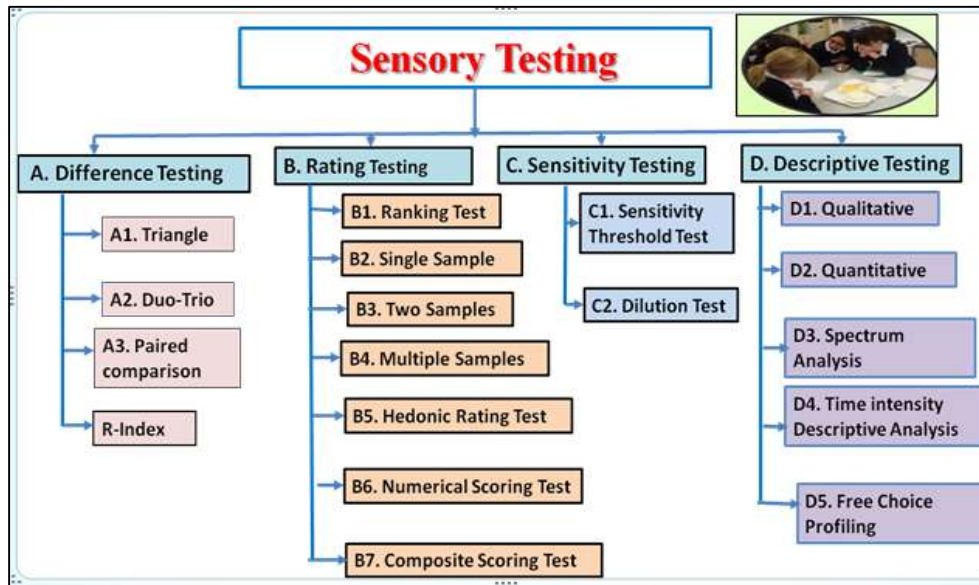 Sensory Testing
A. Difference Testing
A1. Triangle
A2. Duo-Trio
A3. Paired
comparison
R-Index
B. Rating Testing
B1. Ranking Test
B2. Single Sample
B3. Two Samples
B4. Multiple Samples
B5. Hedonic Rating Test
B6. Numerical Scoring Test
B7. Composite Scoring Test
C. Sensitivity Testing
C1. Sensitivity
Threshold Test
C2. Dilution Test
D. Descriptive Testing
D1. Qualitative
D2. Quantitative
D3. Spectrum
Analysis
D4. Time intensity
Descriptive Analysis
D5. Free Choice
Profiling